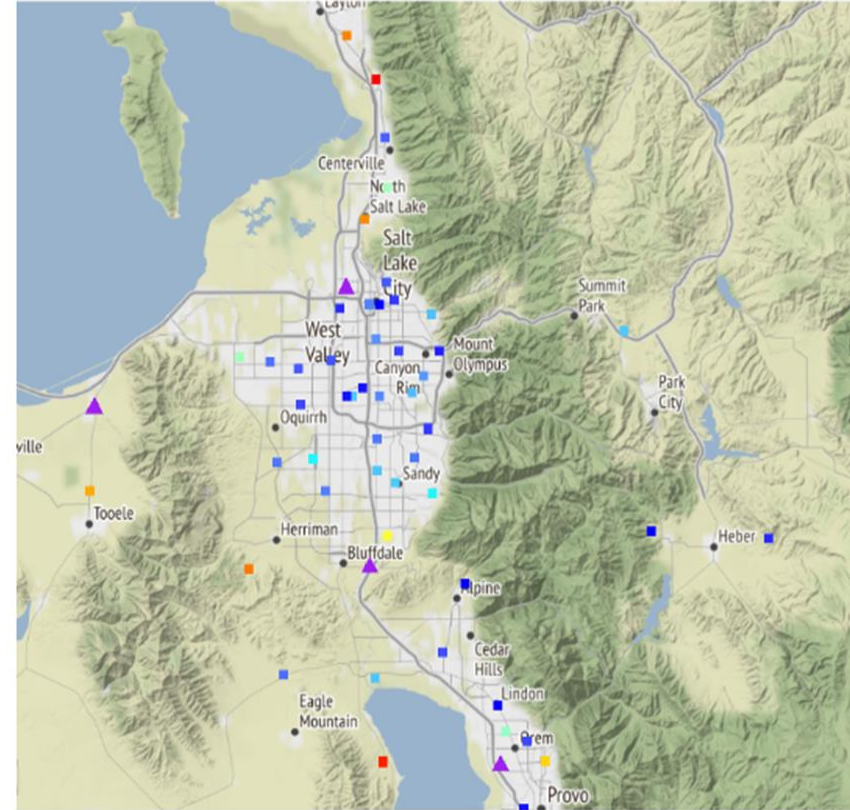 Layton
Centerville
North
Salt Lake
Salt
Lake
City
Summit
Park
West
Valley
Mount
Olympus
Canyon
Rim
Park
City
Oquirrh
ville
Sandy
Tooele
Herriman
Heber
Bluffdale
Alpine
Cedar
Hills
Lindon
Eagle
Mountain
Orem
Provo